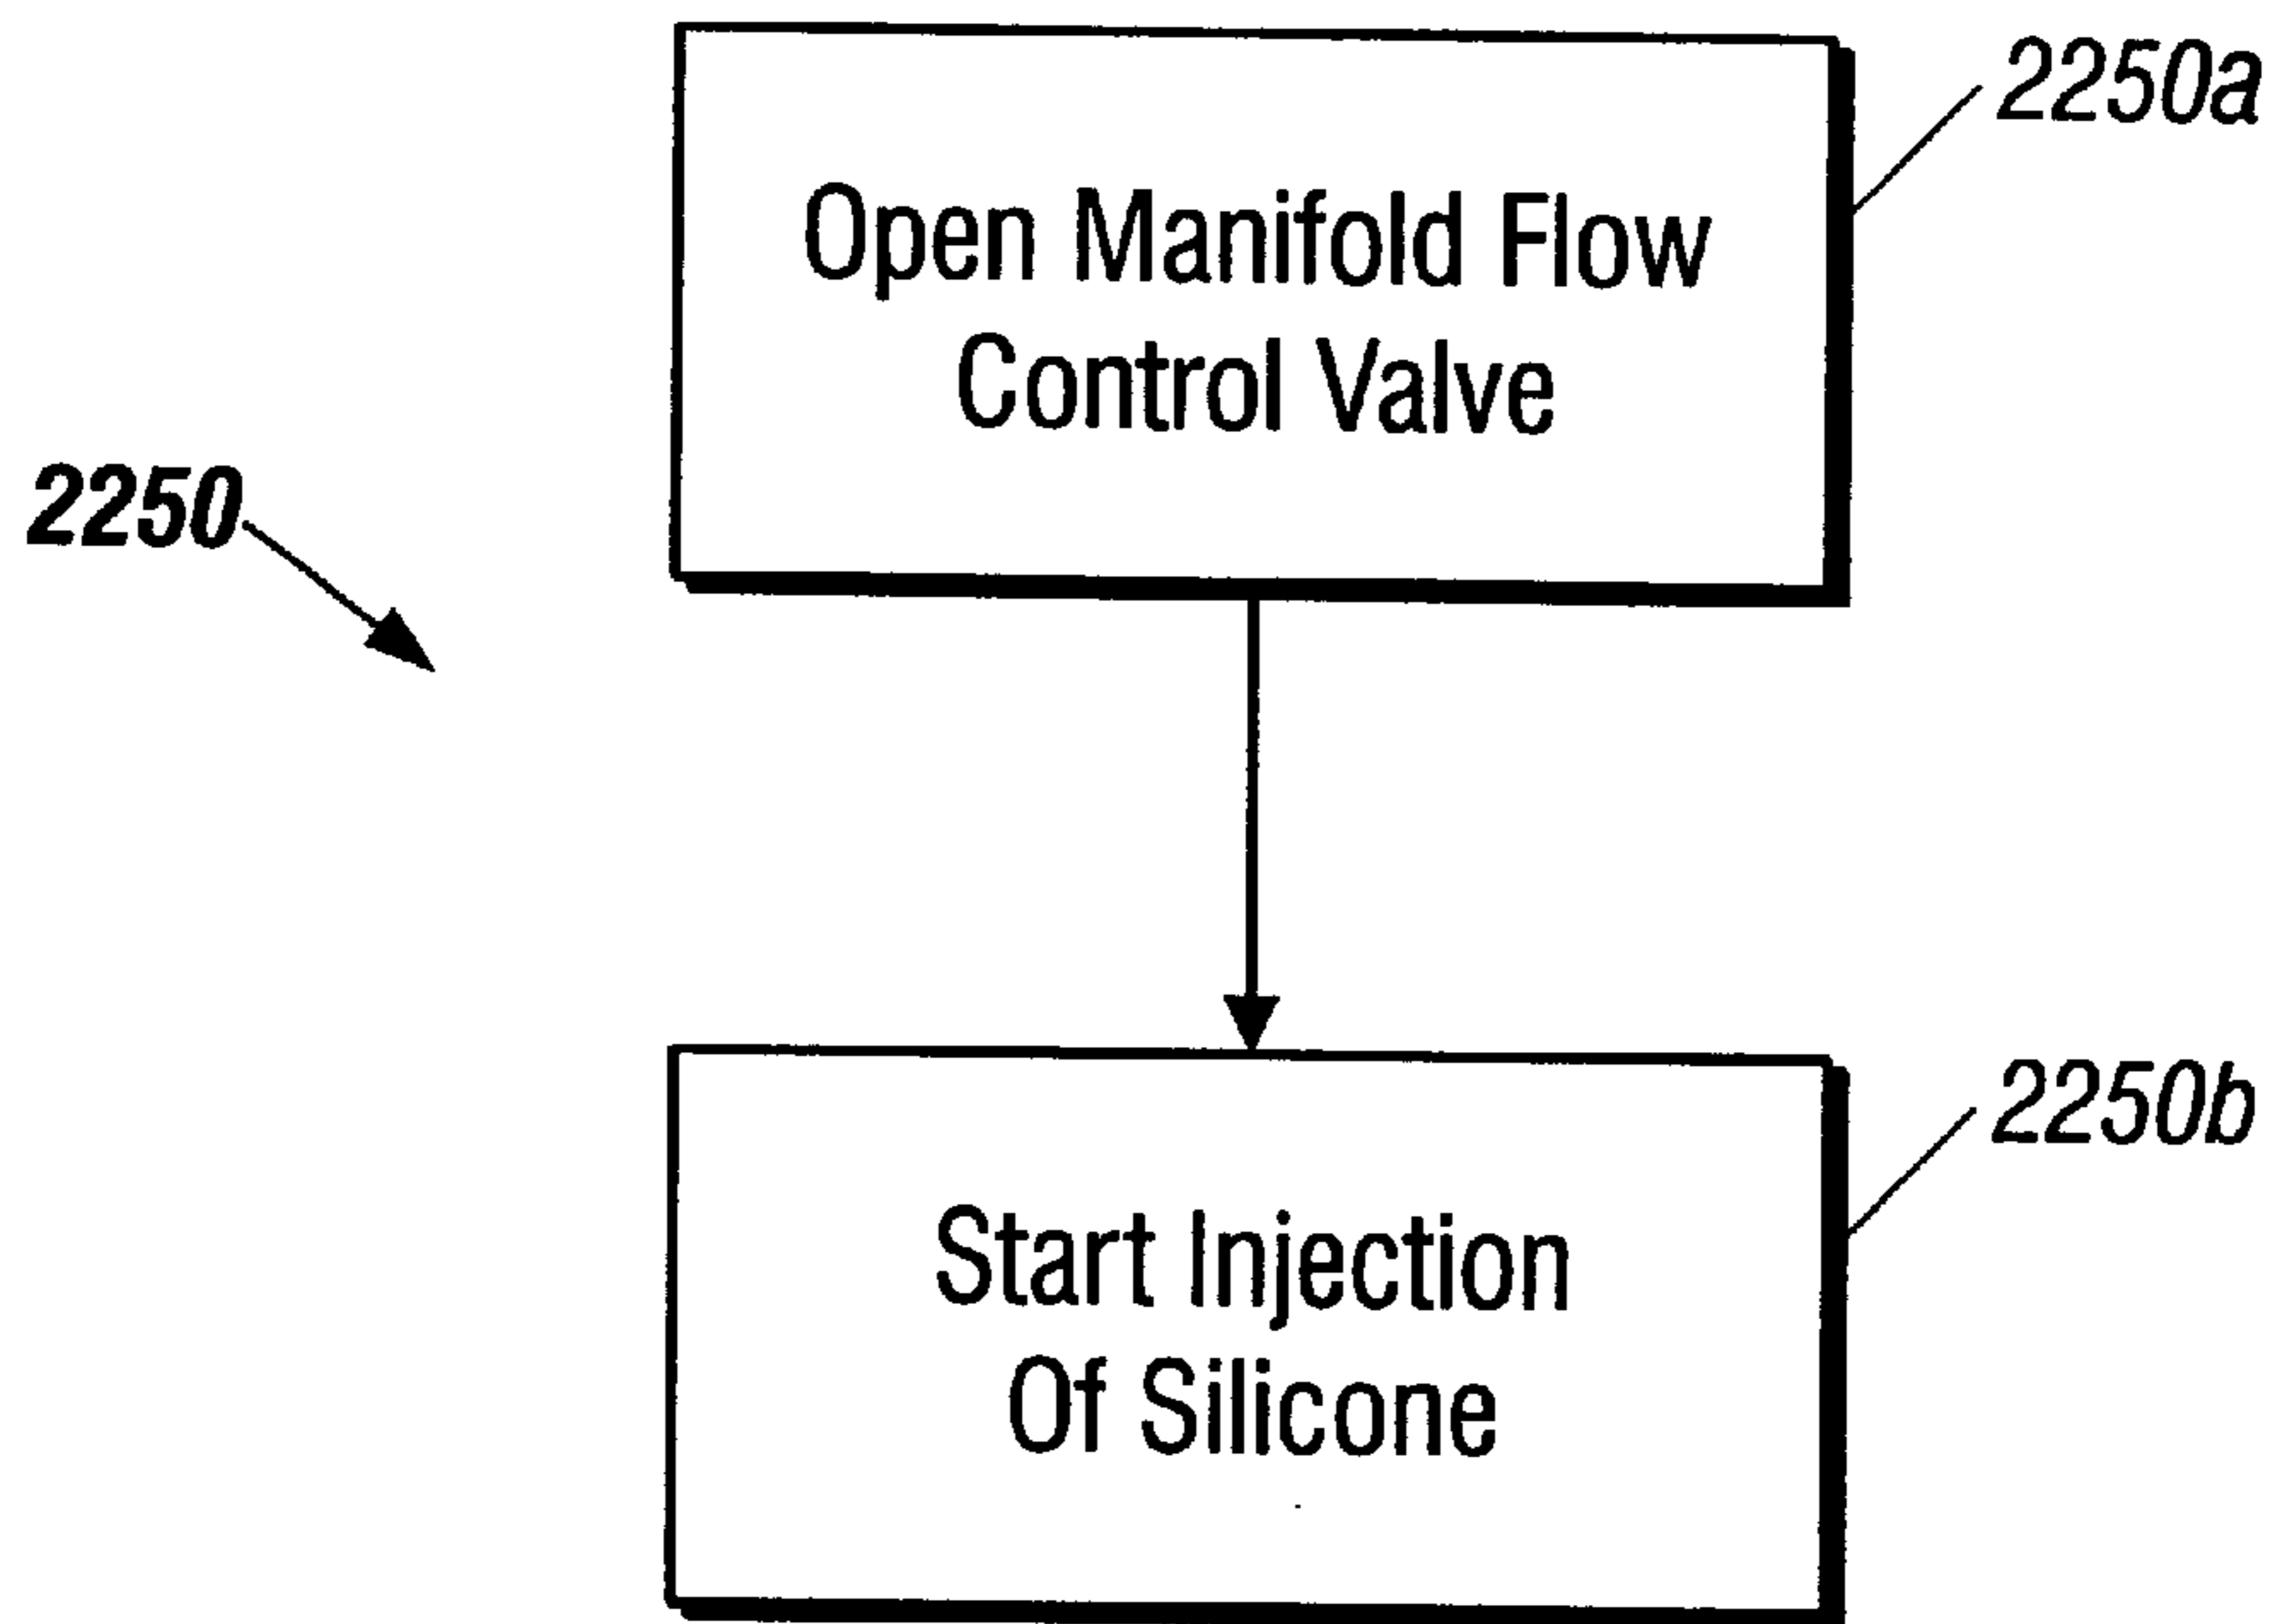 2250a
Open Manifold Flow
Control Valve
2250
2250b
Start Injection
Of Silicone